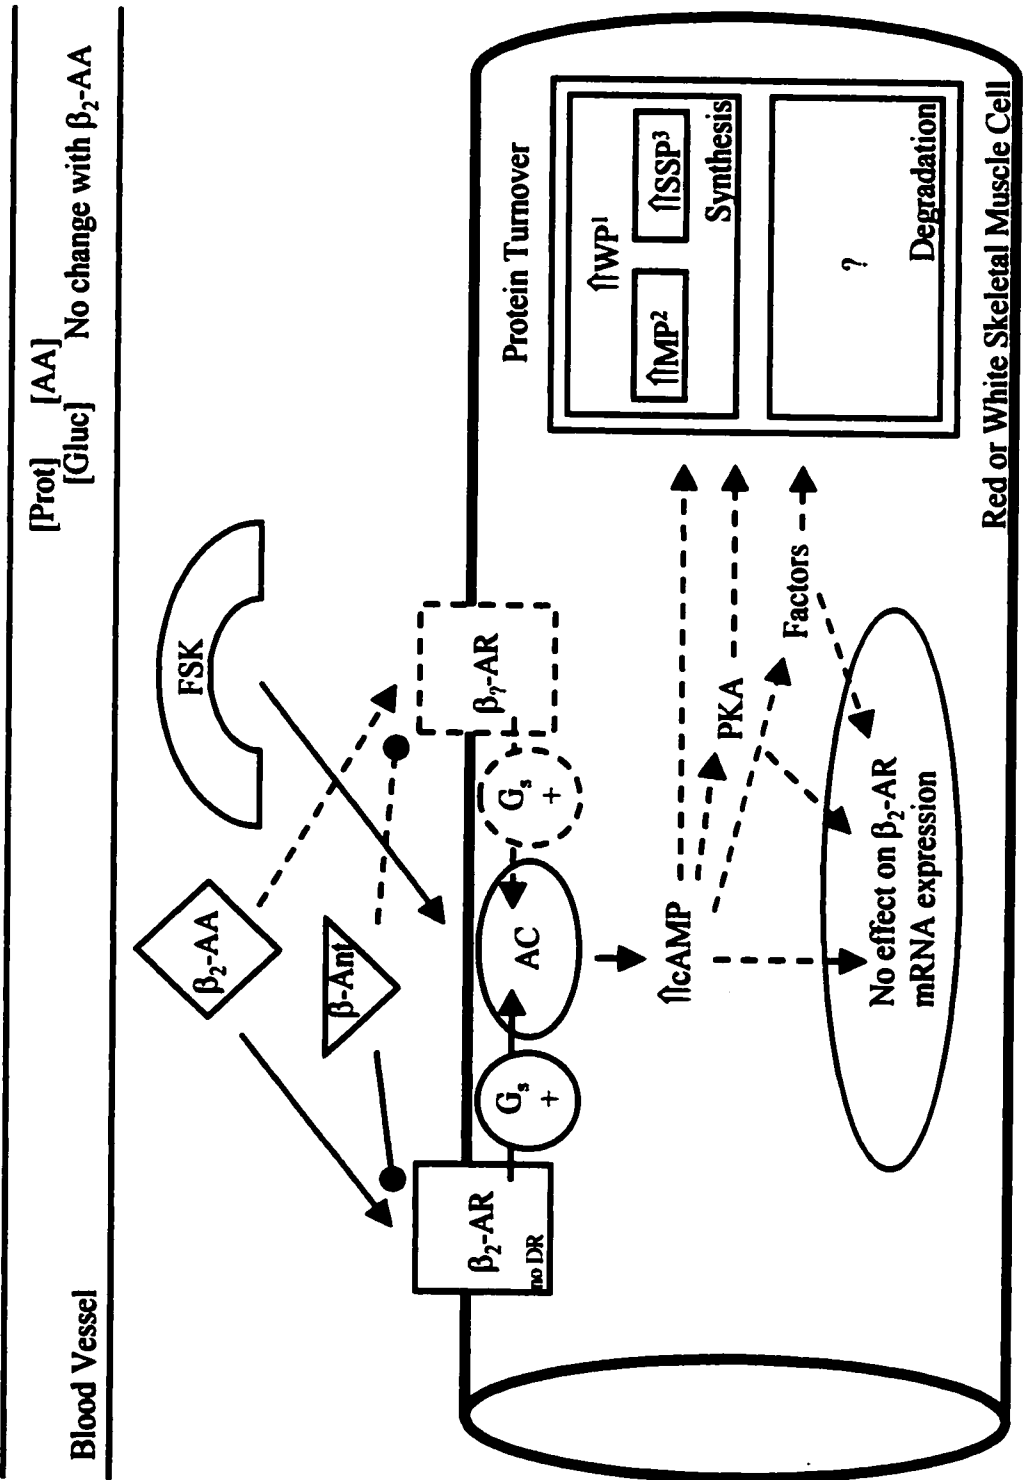 Blood Vessel
[Prot] [AA]
[Gluc] No change with β₂-AA
FSK
β₂-AA
β-Ant
β₂-AR
no DR
Gₛ
+
AC
Gₛ
+
β?-AR
⇑cAMP
PKA
Factors
No effect on β₂-AR
mRNA expression
Protein Turnover
⇑WP¹
⇑MP²
⇑SSP³
Synthesis
?
Degradation
Red or White Skeletal Muscle Cell